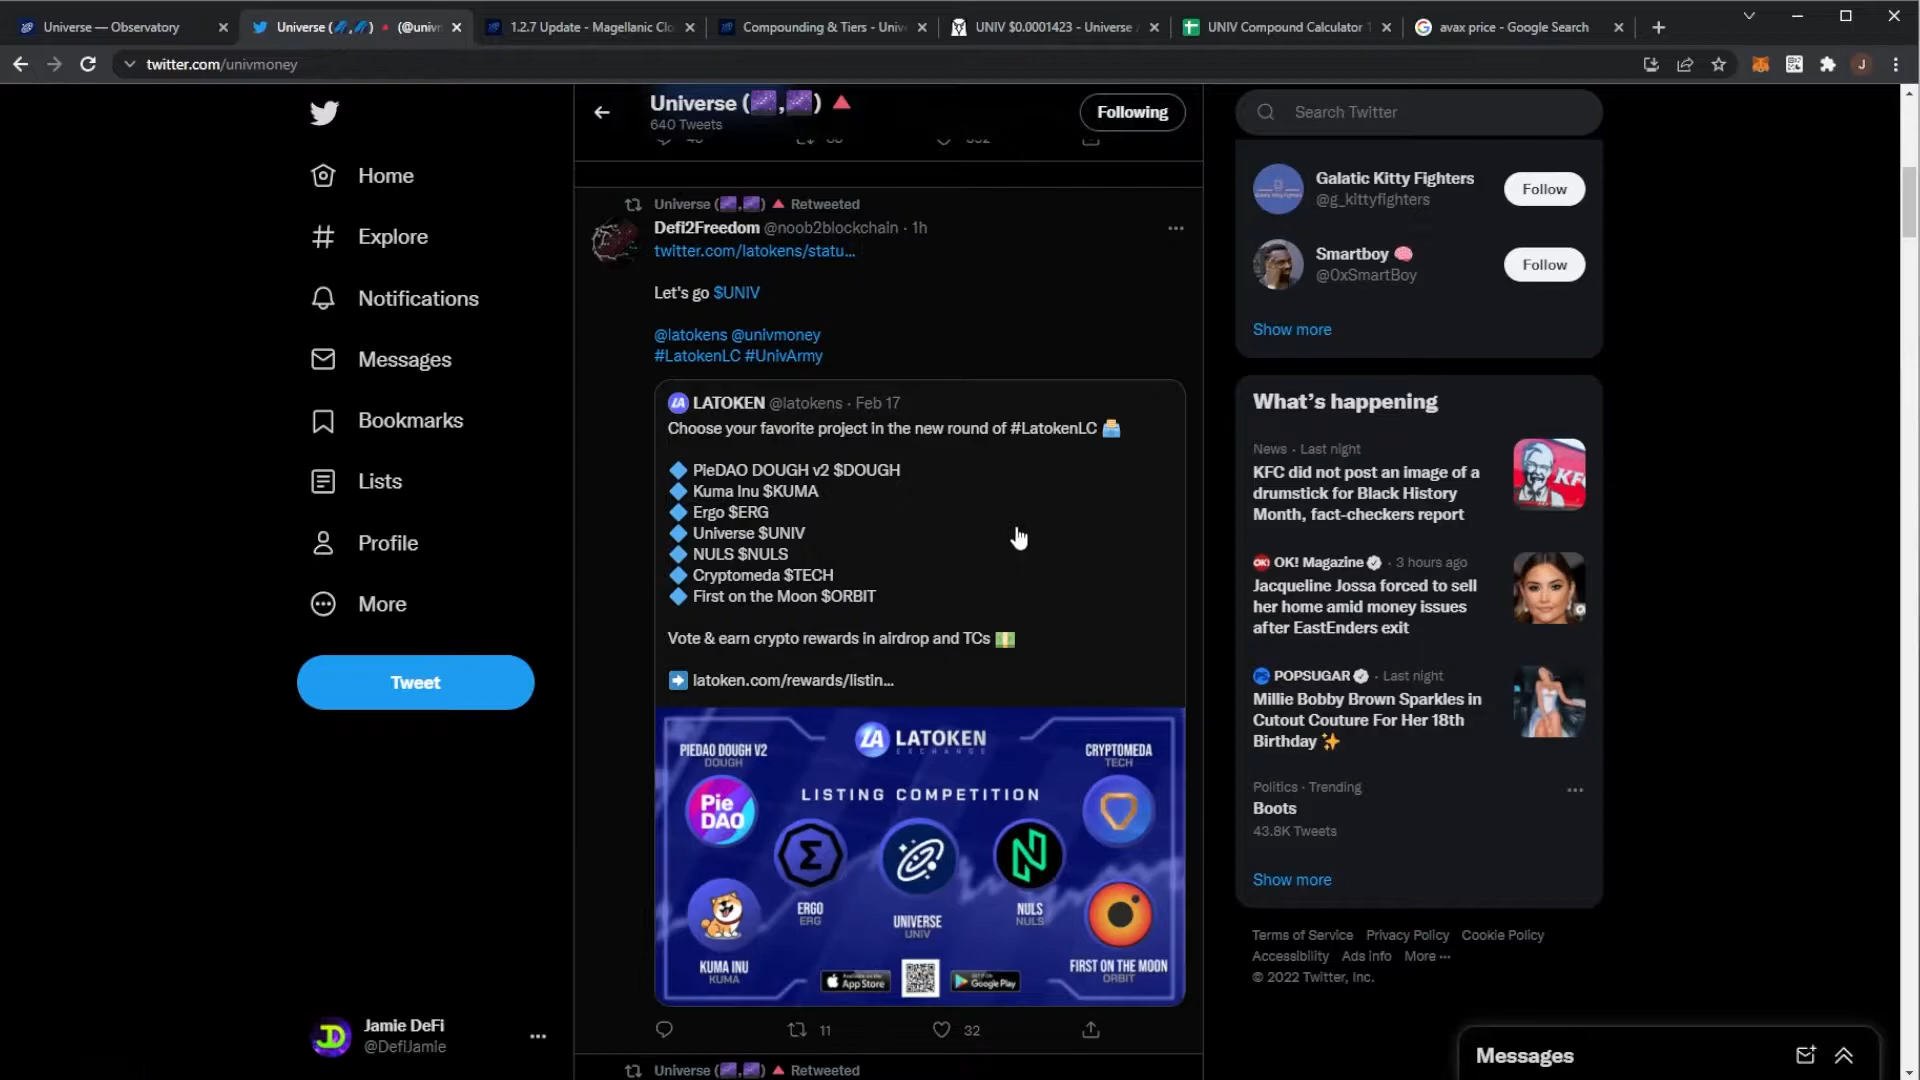 Universe — Observatory
Universe ( , ) (@univm
1.2.7 Update - Magellanic Clo
Compounding & Tiers - Unive
UNIV $0.0001423 - Universe
UNIV Compound Calculator
avax price - Google Search
twitter.com/univmoney
J
Home
Explore
Notifications
Messages
Bookmarks
Lists
Profile
More
Tweet
Jamie DeFi
@DefiJamie
Universe (🌌,🌌) 🔺
640 Tweets
Following
Universe (🌌,🌌) 🔺 Retweeted
Defi2Freedom @noob2blockchain · 1h
twitter.com/latokens/statu...
Let's go $UNIV
@latokens @univmoney
#LatokenLC #UnivArmy
LATOKEN @latokens · Feb 17
Choose your favorite project in the new round of #LatokenLC 🗳
🔷 PieDAO DOUGH v2 $DOUGH
🔷 Kuma Inu $KUMA
🔷 Ergo $ERG
🔷 Universe $UNIV
🔷 NULS $NULS
🔷 Cryptomeda $TECH
🔷 First on the Moon $ORBIT
Vote & earn crypto rewards in airdrop and TCs 💵
➡️ latoken.com/rewards/listin...
LATOKEN
EXCHANGE
LISTING COMPETITION
PIEDAO DOUGH V2
DOUGH
CRYPTOMEDA
TECH
Pie
DAO
ERGO
ERG
UNIVERSE
UNIV
NULS
NULS
KUMA INU
KUMA
FIRST ON THE MOON
ORBIT
App Store
Google Play
11
32
Universe (🌌,🌌) 🔺 Retweeted
Search Twitter
Galatic Kitty Fighters
@g_kittyfighters
Follow
Smartboy 🧠
@0xSmartBoy
Follow
Show more
What's happening
News · Last night
KFC did not post an image of a
drumstick for Black History
Month, fact-checkers report
KF
OK! Magazine · 3 hours ago
Jacqueline Jossa forced to sell
her home amid money issues
after EastEnders exit
POPSUGAR · Last night
Millie Bobby Brown Sparkles in
Cutout Couture For Her 18th
Birthday ✨
Politics · Trending
Boots
43.8K Tweets
Show more
Terms of Service Privacy Policy Cookie Policy
Accessibility Ads info More ···
© 2022 Twitter, Inc.
Messages